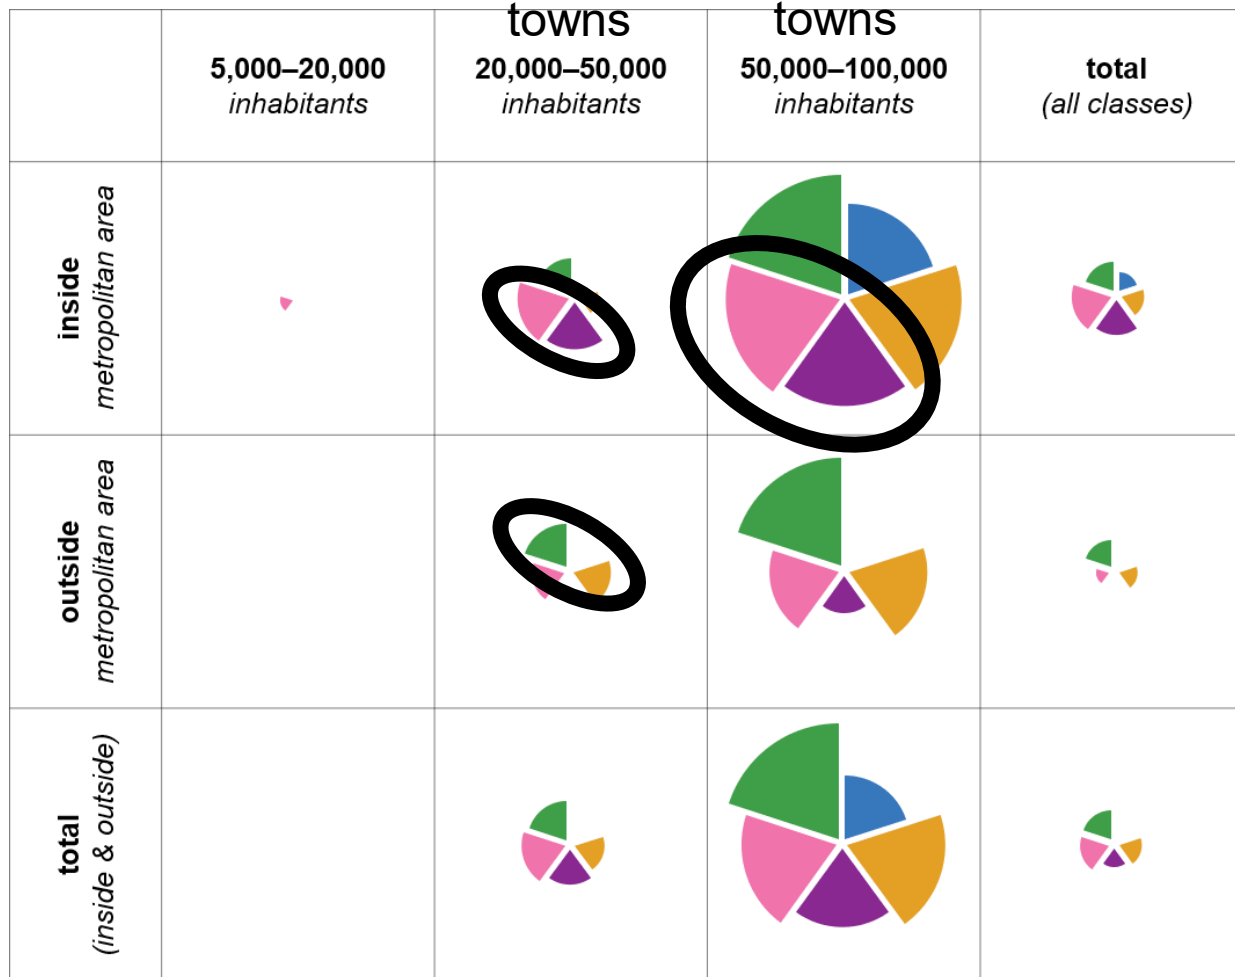 towns
towns
5,000–20,000
inhabitants
20,000–50,000
inhabitants
50,000–100,000
inhabitants
total
(all classes)
inside
metropolitan area
outside
metropolitan area
total
(inside & outside)